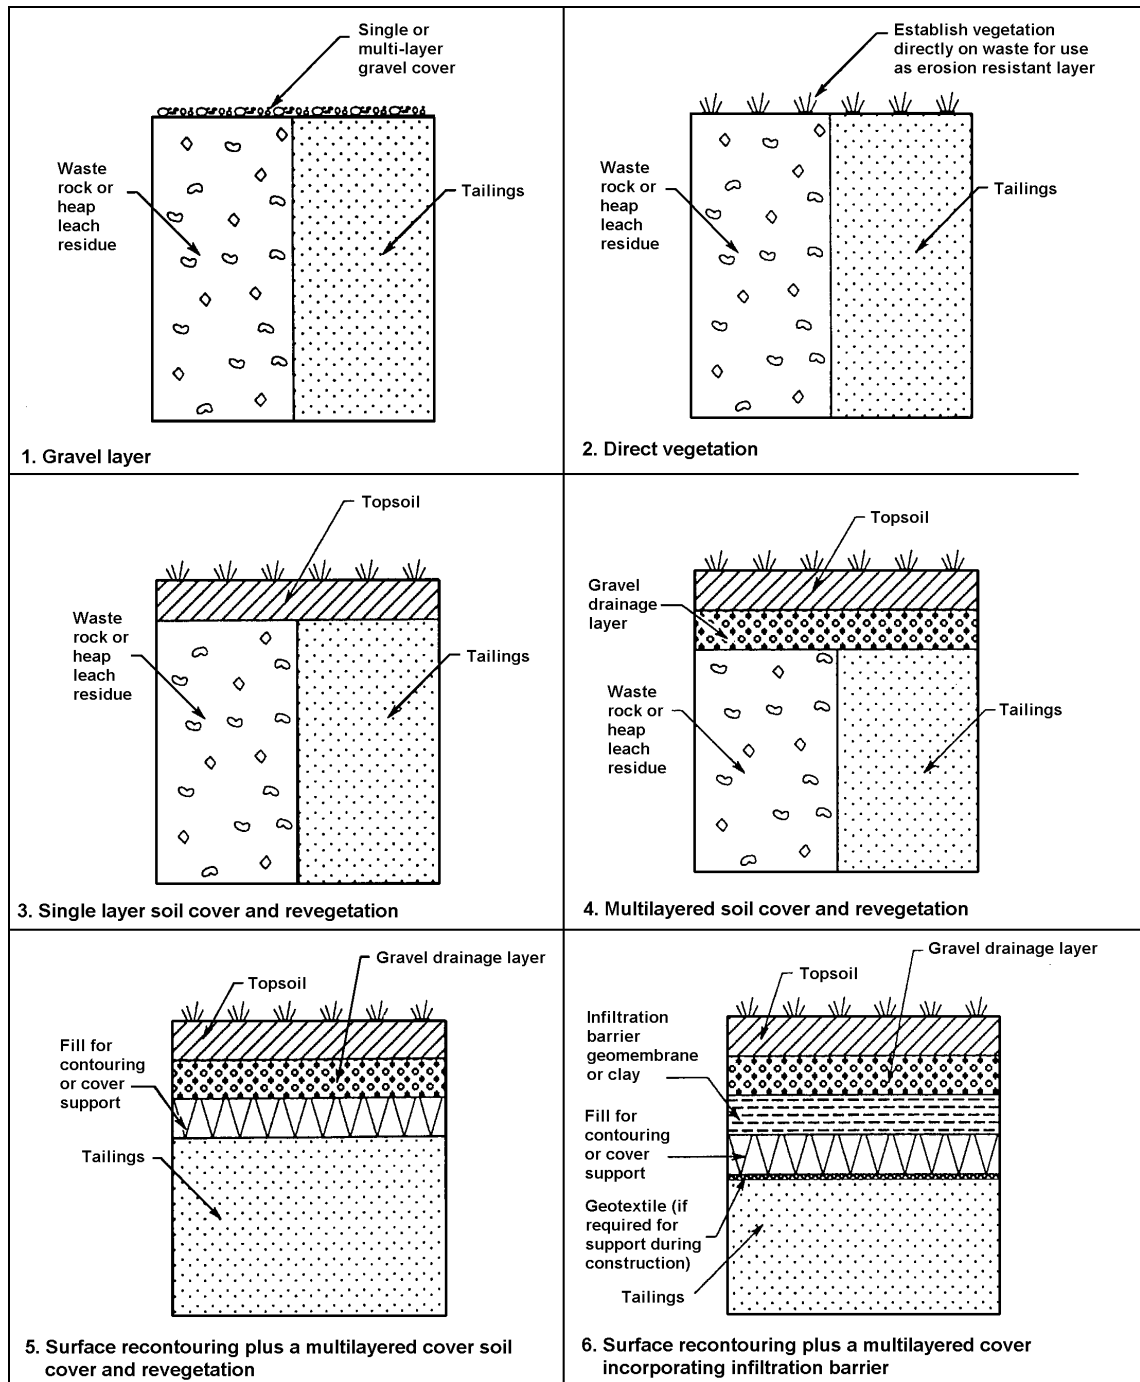 Single or
multi-layer
gravel cover
Waste
rock or
heap
leach
residue
Tailings
1. Gravel layer
Establish vegetation
directly on waste for use
as erosion resistant layer
Waste
rock or
heap
leach
residue
Tailings
2. Direct vegetation
Topsoil
Waste
rock or
heap
leach
residue
Tailings
3. Single layer soil cover and revegetation
Topsoil
Gravel
drainage
layer
Waste
rock or
heap
leach
residue
Tailings
4. Multilayered soil cover and revegetation
Gravel drainage layer
Topsoil
Fill for
contouring
or cover
support
Tailings
5. Surface recontouring plus a multilayered cover soil
cover and revegetation
Gravel drainage layer
Topsoil
Infiltration
barrier
geomembrane
or clay
Fill for
contouring
or cover
support
Geotextile (if
required for
support during
construction)
Tailings
6. Surface recontouring plus a multilayered cover
incorporating infiltration barrier